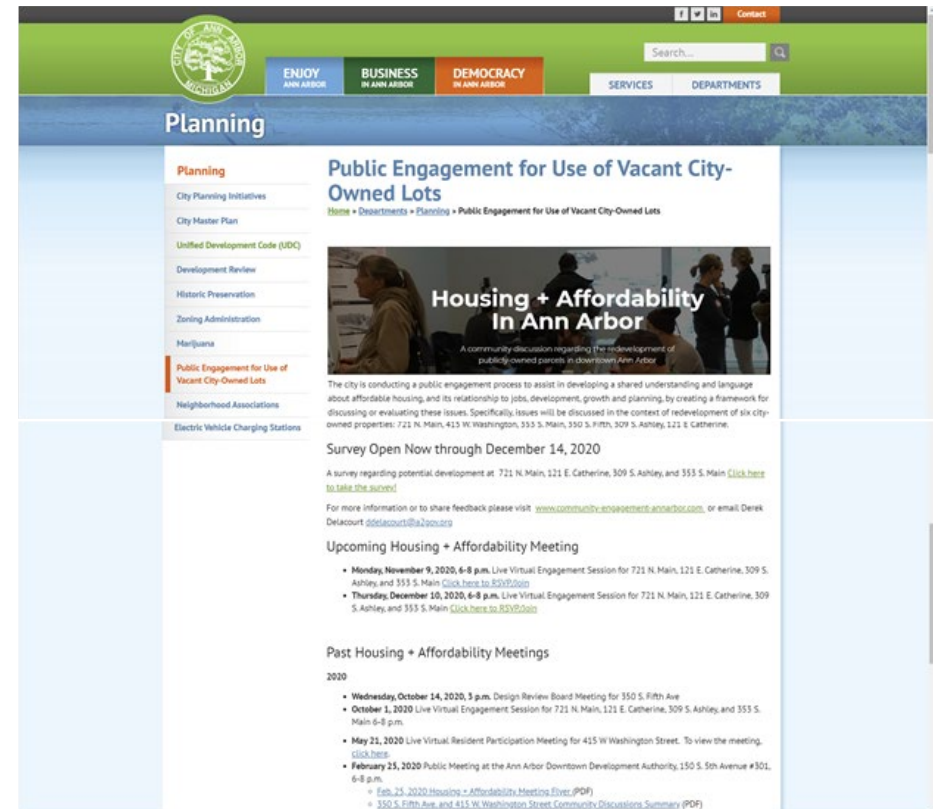 f
in
Contact
CITY OF ANN ARBOR
MICHIGAN
Search...
ENJOY
ANN ARBOR
BUSINESS
IN ANN ARBOR
DEMOCRACY
IN ANN ARBOR
SERVICES
DEPARTMENTS
Planning
Planning
City Planning Initiatives
City Master Plan
Unified Development Code (UDC)
Development Review
Historic Preservation
Zoning Administration
Marijuana
Public Engagement for Use of
Vacant City-Owned Lots
Neighborhood Associations
Electric Vehicle Charging Stations
Public Engagement for Use of Vacant City-
Owned Lots
Home » Departments » Planning » Public Engagement for Use of Vacant City-Owned Lots
Housing + Affordability
In Ann Arbor
A community discussion regarding the redevelopment of
publicly-owned parcels in downtown Ann Arbor
The city is conducting a public engagement process to assist in developing a shared understanding and language
about affordable housing, and its relationship to jobs, development, growth and planning, by creating a framework for
discussing or evaluating these issues. Specifically, issues will be discussed in the context of redevelopment of six city-
owned properties: 721 N. Main, 415 W. Washington, 353 S. Main, 350 S. Fifth, 309 S. Ashley, 121 E Catherine.
Survey Open Now through December 14, 2020
A survey regarding potential development at 721 N. Main, 121 E. Catherine, 309 S. Ashley, and 353 S. Main Click here
to take the survey!
For more information or to share feedback please visit www.community-engagement-annarbor.com or email Derek
Delacourt ddelacourt@a2gov.org
Upcoming Housing + Affordability Meeting
• Monday, November 9, 2020, 6-8 p.m. Live Virtual Engagement Session for 721 N. Main, 121 E. Catherine, 309 S.
Ashley, and 353 S. Main Click here to RSVP/Join
• Thursday, December 10, 2020, 6-8 p.m. Live Virtual Engagement Session for 721 N. Main, 121 E. Catherine, 309
S. Ashley, and 353 S. Main Click here to RSVP/Join
Past Housing + Affordability Meetings
2020
• Wednesday, October 14, 2020, 3 p.m. Design Review Board Meeting for 350 S. Fifth Ave
• October 1, 2020 Live Virtual Engagement Session for 721 N. Main, 121 E. Catherine, 309 S. Ashley, and 353 S.
Main 6-8 p.m.
• May 21, 2020 Live Virtual Resident Participation Meeting for 415 W Washington Street. To view the meeting,
click here.
• February 25, 2020 Public Meeting at the Ann Arbor Downtown Development Authority, 150 S. 5th Avenue #301,
6-8 p.m.
Feb. 25, 2020 Housing + Affordability Meeting Flyer (PDF)
350 S. Fifth Ave. and 415 W. Washington Street Community Discussions Summary (PDF)